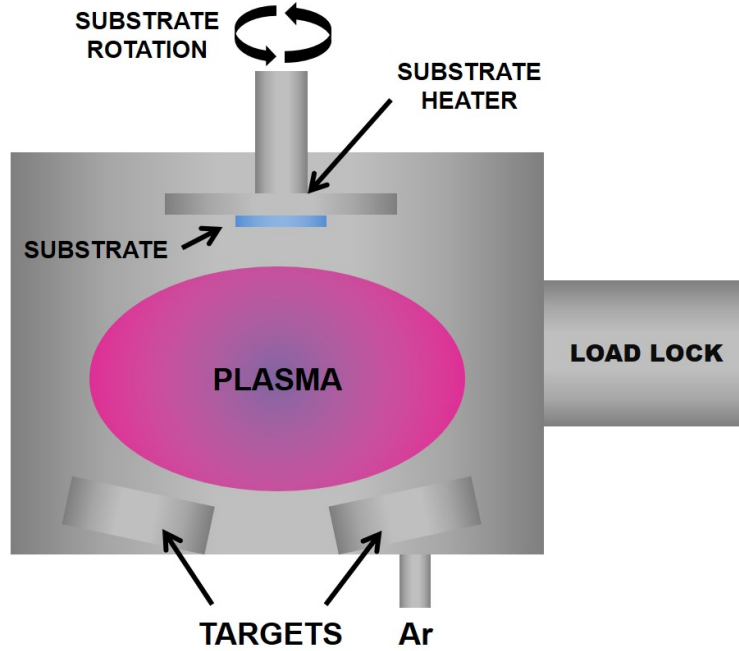 SUBSTRATE
ROTATION
SUBSTRATE
HEATER
SUBSTRATE
PLASMA
LOAD LOCK
TARGETS
Ar